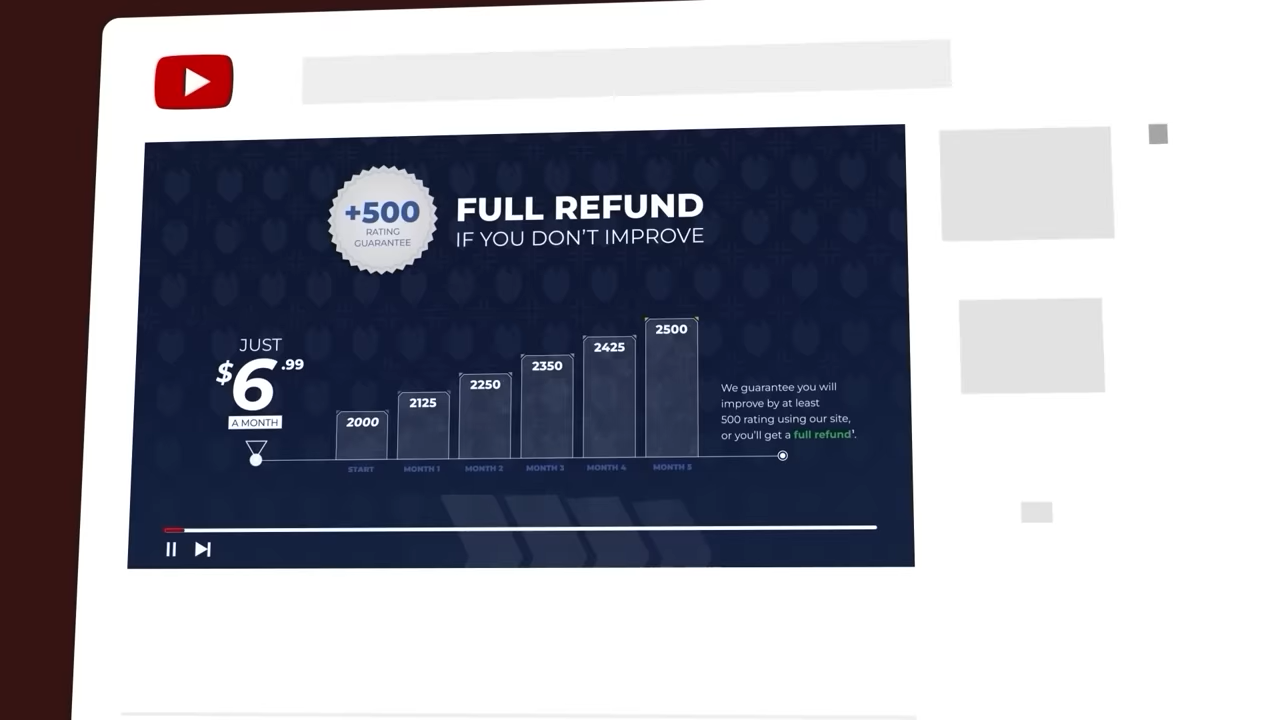 +500
RATING
GUARANTEE
FULL REFUND
IF YOU DON'T IMPROVE
JUST
$6.99
A MONTH
2000
2125
2250
2350
2425
2500
START
MONTH 1
MONTH 2
MONTH 3
MONTH 4
MONTH 5
We guarantee you will
improve by at least
500 rating using our site,
or you'll get a full refund*.